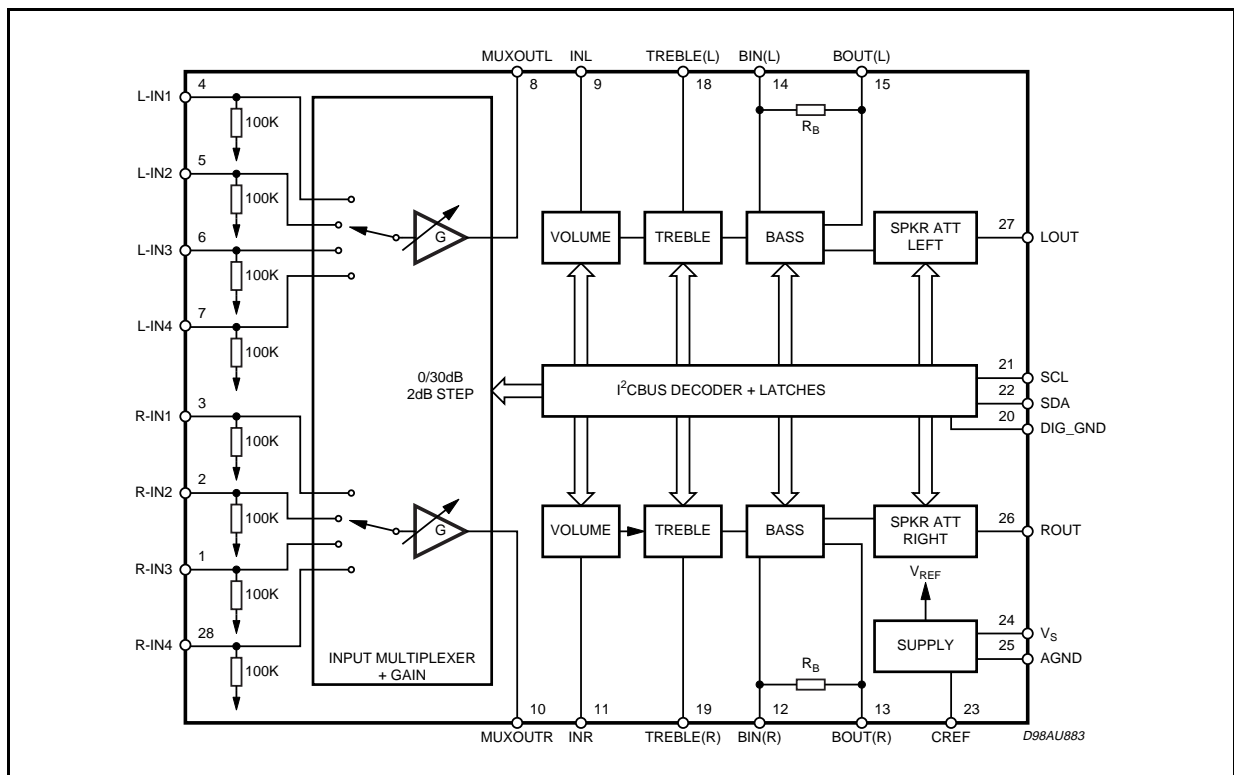 MUXOUTL INL TREBLE(L) BIN(L) BOUT(L)
8 9 18 14 15
4
L-IN1
100K
5
L-IN2
100K
6
L-IN3
100K
7
L-IN4
100K
G
R_B
VOLUME
TREBLE
BASS
SPKR ATT
LEFT
27
LOUT
0/30dB
2dB STEP
I²CBUS DECODER + LATCHES
21
SCL
22
SDA
20
DIG_GND
3
R-IN1
100K
2
R-IN2
100K
1
R-IN3
100K
28
R-IN4
100K
G
INPUT MULTIPLEXER
+ GAIN
VOLUME
TREBLE
BASS
SPKR ATT
RIGHT
26
ROUT
V_REF
SUPPLY
24
V_S
25
AGND
R_B
10 11 19 12 13 23
MUXOUTR INR TREBLE(R) BIN(R) BOUT(R) CREF
D98AU883